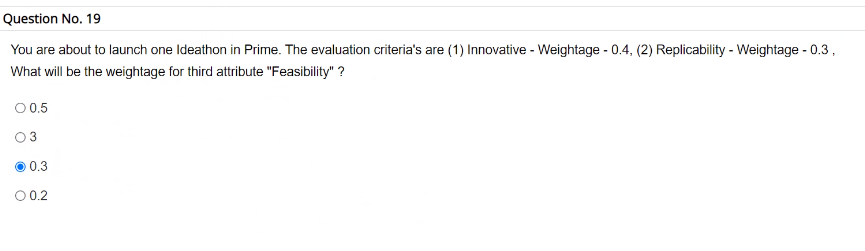 Question No. 19
You are about to launch one Ideathon in Prime. The evaluation criteria's are (1) Innovative - Weightage - 0.4, (2) Replicability - Weightage - 0.3 ,
What will be the weightage for third attribute "Feasibility" ?
0.5
3
0.3
0.2